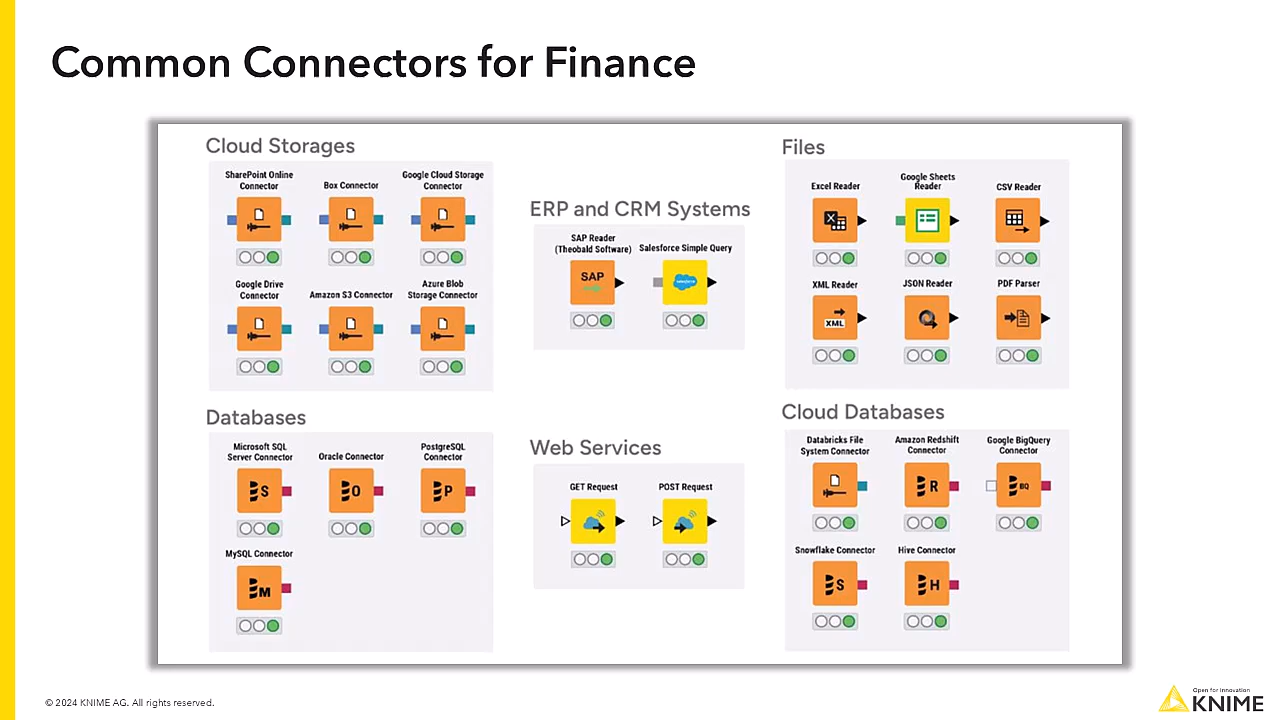 Common Connectors for Finance
Cloud Storages
SharePoint Online
Connector
Box Connector
Google Cloud Storage
Connector
Google Drive
Connector
Amazon S3 Connector
Azure Blob
Storage Connector
ERP and CRM Systems
SAP Reader
(Theobald Software)
Salesforce Simple Query
SAP
salesforce
Files
Excel Reader
Google Sheets
Reader
CSV Reader
XML Reader
JSON Reader
PDF Parser
XML
Databases
Microsoft SQL
Server Connector
Oracle Connector
PostgreSQL
Connector
S
O
P
MySQL Connector
M
Web Services
GET Request
POST Request
Cloud Databases
Databricks File
System Connector
Amazon Redshift
Connector
Google BigQuery
Connector
R
BQ
Snowflake Connector
Hive Connector
S
H
© 2024 KNIME AG. All rights reserved.
Open for Innovation
KNIME